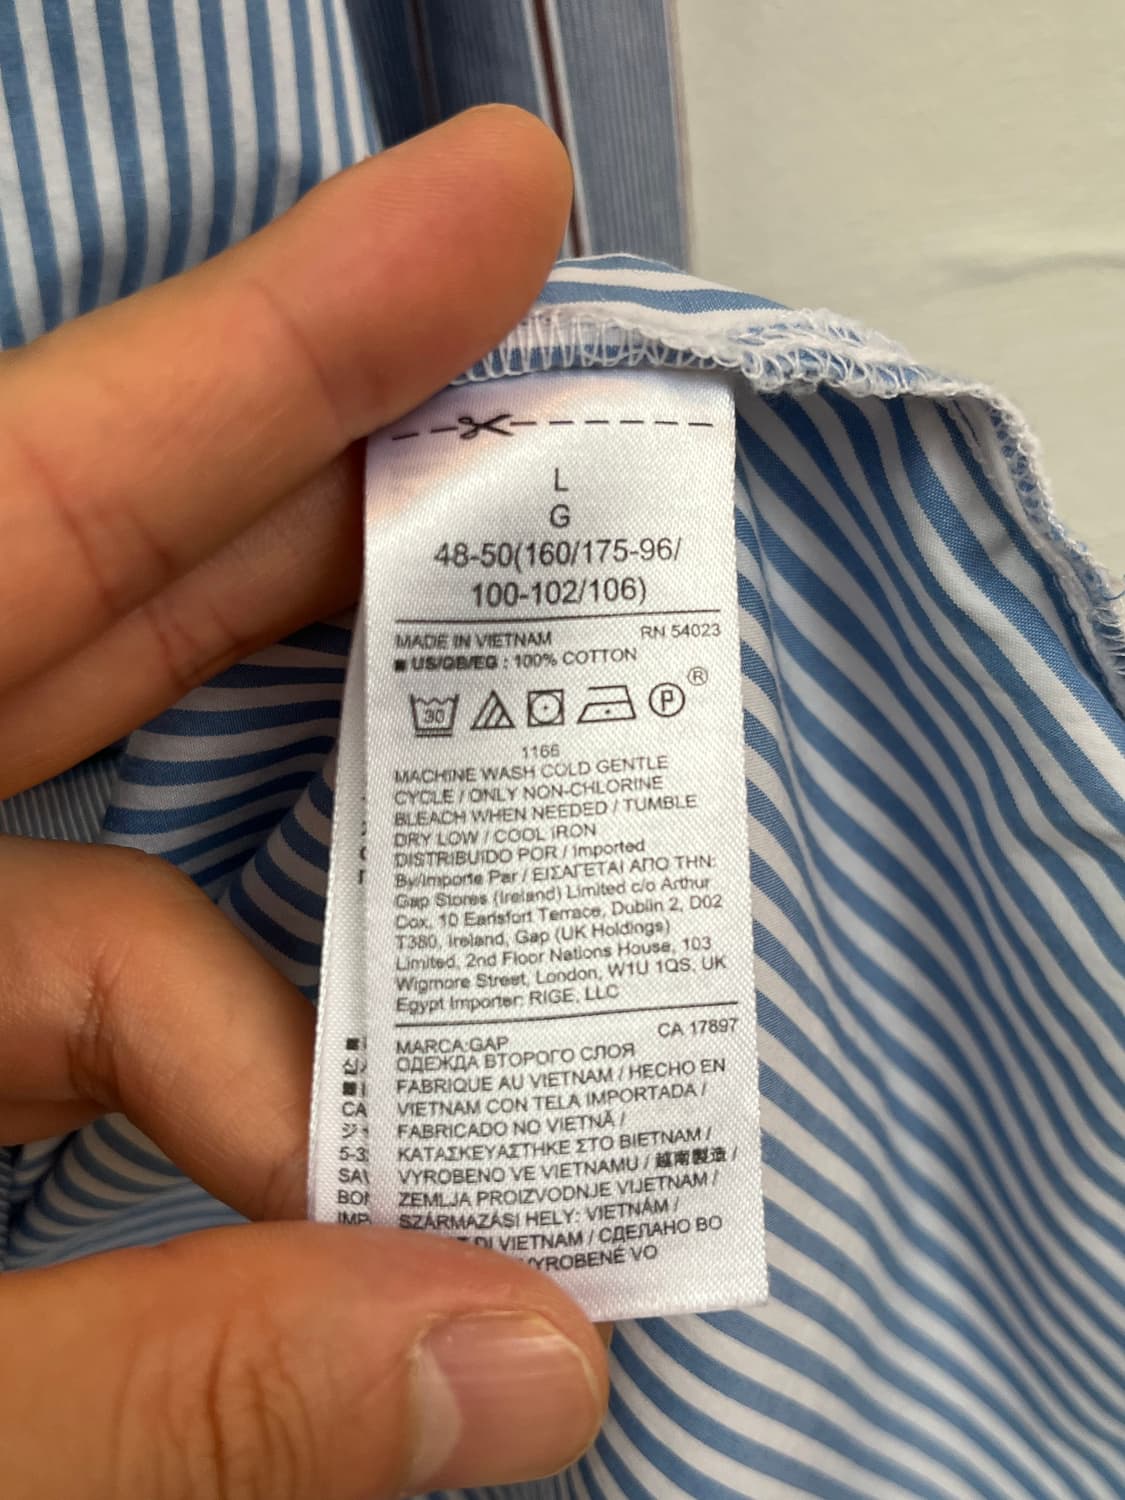 L
G
48-50(160/175-96/
100-102/106)
MADE IN VIETNAM RN 54023
■ US/GB/EG : 100% COTTON
30 P ®
1166
MACHINE WASH COLD GENTLE
CYCLE / ONLY NON-CHLORINE
BLEACH WHEN NEEDED / TUMBLE
DRY LOW / COOL IRON
DISTRIBUIDO POR / Imported
By/Importe Par / ΕΙΣΑΓΕΤΑΙ ΑΠΟ ΤΗΝ:
Gap Stores (Ireland) Limited c/o Arthur
Cox, 10 Earlsfort Terrace, Dublin 2, D02
T380, Ireland, Gap (UK Holdings)
Limited, 2nd Floor Nations House, 103
Wigmore Street, London, W1U 1QS, UK
Egypt Importer: RIGE, LLC
CA 17897
MARCA:GAP
ОДЕЖДА ВТОРОГО СЛОЯ
FABRIQUE AU VIETNAM / HECHO EN
VIETNAM CON TELA IMPORTADA /
FABRICADO NO VIETNÃ /
ΚΑΤΑΣΚΕΥΑΣΤΗΚΕ ΣΤΟ ΒΙΕΤΝΑΜ /
VYROBENO VE VIETNAMU / 越南製造 /
ZEMLJA PROIZVODNJE VIJETNAM /
SZÁRMAZÁSI HELY: VIETNÁM /
DI VIETNAM / СДЕЛАНО ВО
VYROBENÉ VO
CA
5-3
SAV
BON
IMP